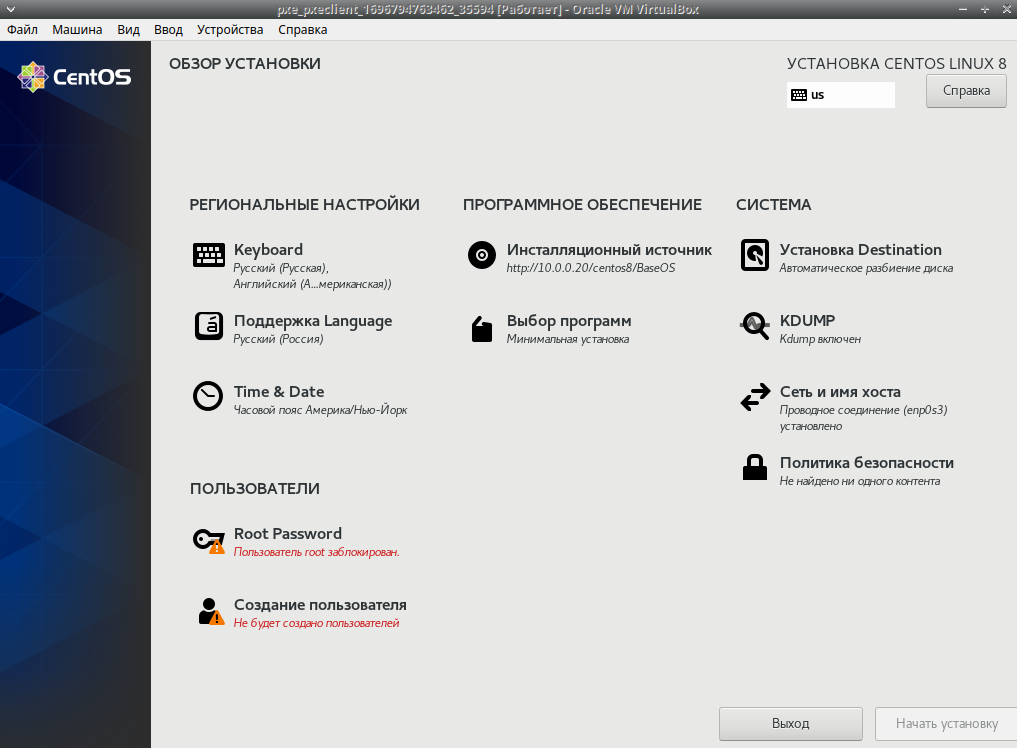 pxe_pxeclient_1696794763462_35594 [Работает] - Oracle VM VirtualBox
Файл Машина Вид Ввод Устройства Справка
CentOS
ОБЗОР УСТАНОВКИ
УСТАНОВКА CENTOS LINUX 8
us
Справка
РЕГИОНАЛЬНЫЕ НАСТРОЙКИ
Keyboard
Русский (Русская),
Английский (А...мериканская))
Поддержка Language
Русский (Россия)
Time & Date
Часовой пояс Америка/Нью-Йорк
ПРОГРАММНОЕ ОБЕСПЕЧЕНИЕ
Инсталляционный источник
http://10.0.0.20/centos8/BaseOS
Выбор программ
Минимальная установка
СИСТЕМА
Установка Destination
Автоматическое разбиение диска
KDUMP
Kdump включен
Сеть и имя хоста
Проводное соединение (enp0s3)
установлено
Политика безопасности
Не найдено ни одного контента
ПОЛЬЗОВАТЕЛИ
Root Password
Пользователь root заблокирован.
Создание пользователя
Не будет создано пользователей
Выход
Начать установку